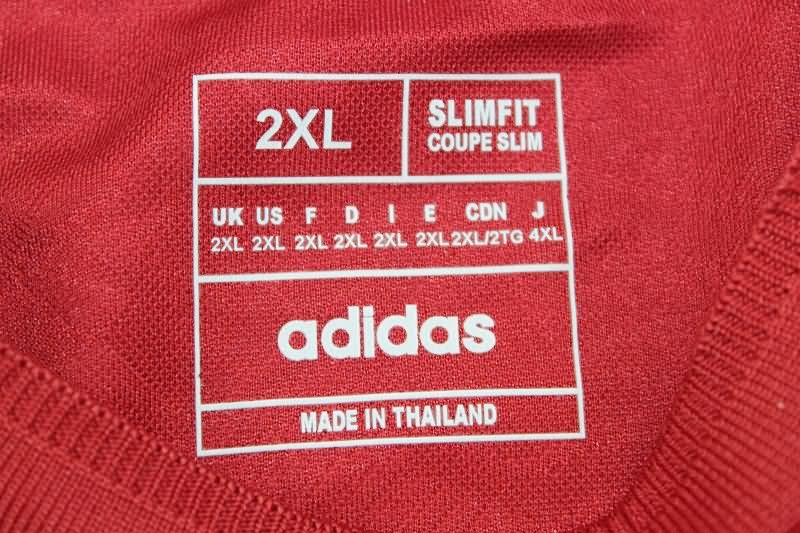 2XL
SLIMFIT
COUPE SLIM
UK US F D I E CDN J
2XL 2XL 2XL 2XL 2XL 2XL 2XL/2TG 4XL
adidas
MADE IN THAILAND